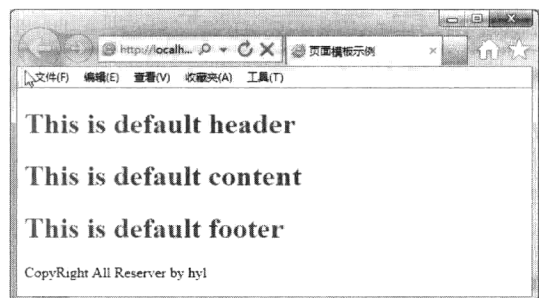 http://localh...
页面模板示例
文件(F) 编辑(E) 查看(V) 收藏夹(A) 工具(T)
This is default header
This is default content
This is default footer
CopyRight All Reserver by hyl